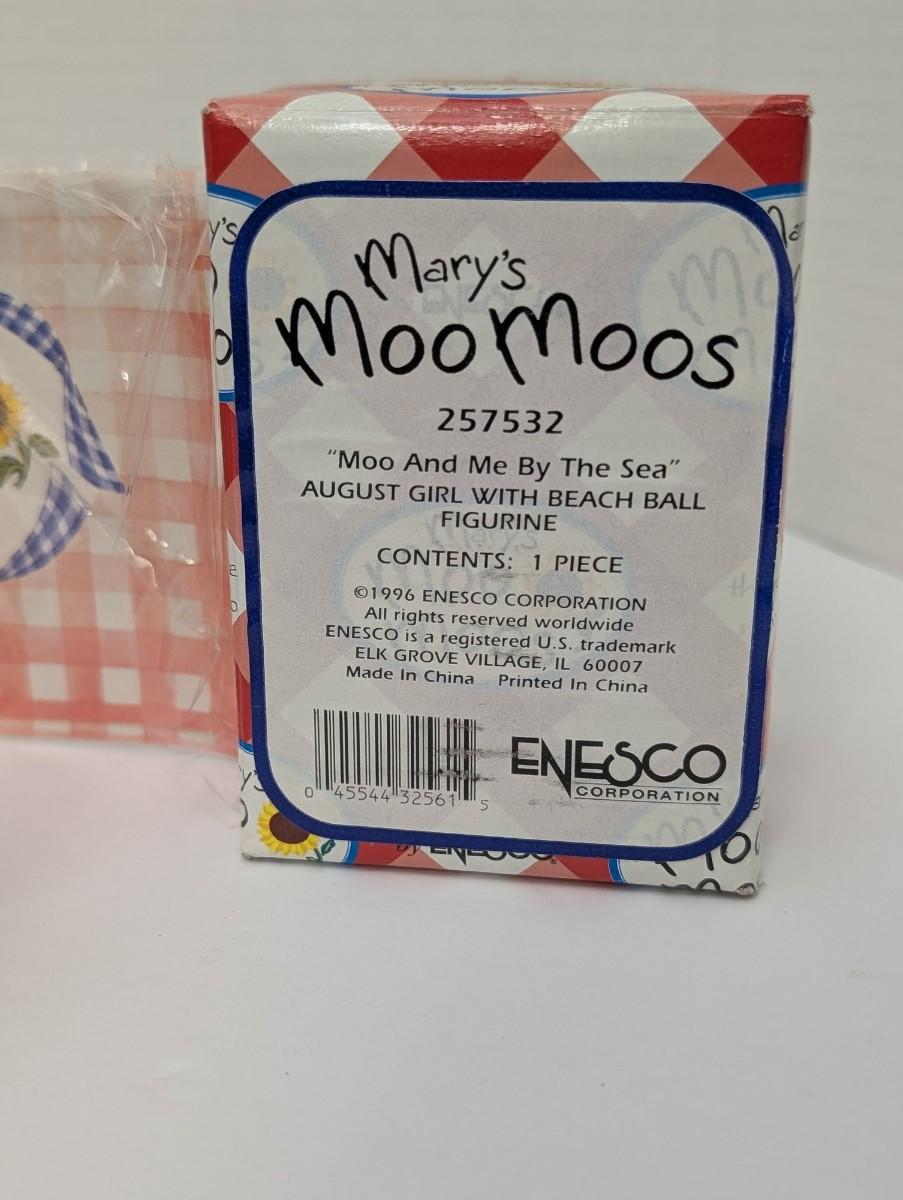 Mary's
Moo Moos
257532
"Moo And Me By The Sea"
AUGUST GIRL WITH BEACH BALL
FIGURINE
CONTENTS: 1 PIECE
©1996 ENESCO CORPORATION
All rights reserved worldwide
ENESCO is a registered U.S. trademark
ELK GROVE VILLAGE, IL 60007
Made In China Printed In China
0 45544 32561 5
ENESCO
CORPORATION
by ENESCO®